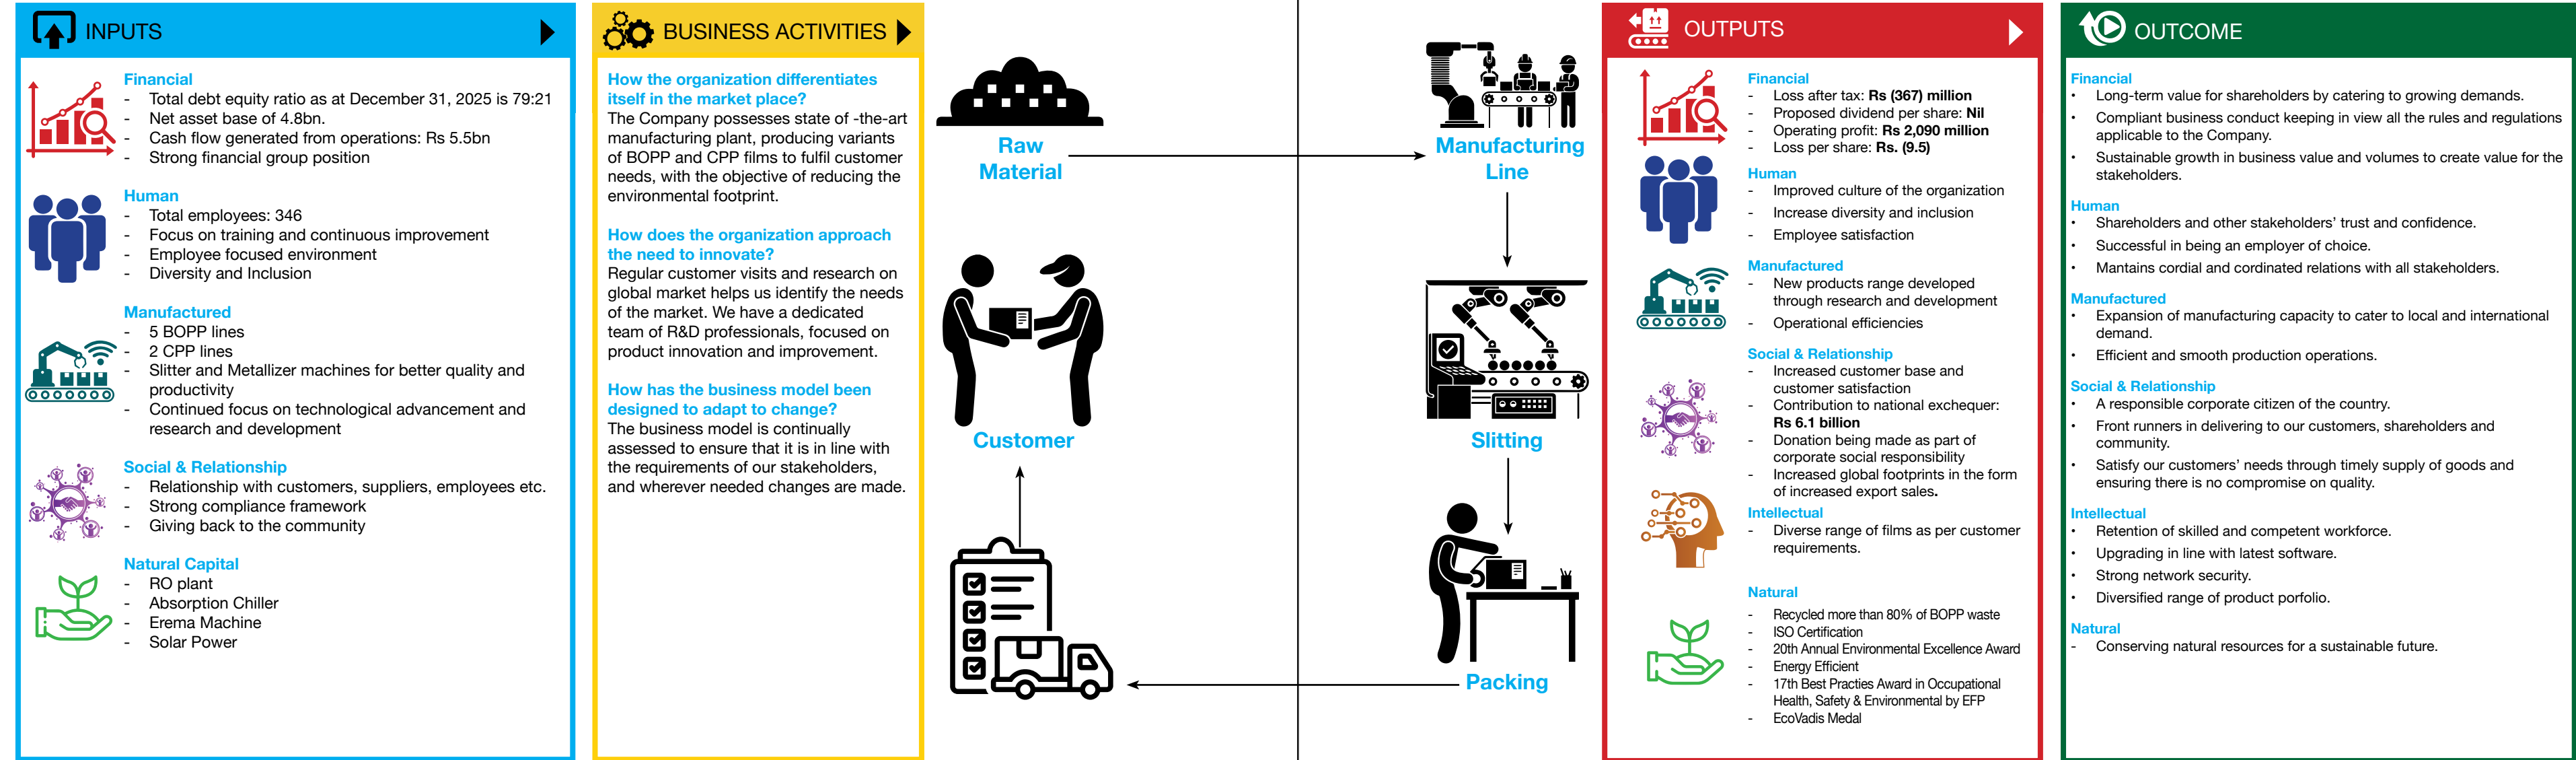 INPUTS
Financial
- Total debt equity ratio as at December 31, 2025 is 79:21
- Net asset base of 4.8bn.
- Cash flow generated from operations: Rs 5.5bn
- Strong financial group position
Human
- Total employees: 346
- Focus on training and continuous improvement
- Employee focused environment
- Diversity and Inclusion
Manufactured
- 5 BOPP lines
- 2 CPP lines
- Slitter and Metallizer machines for better quality and
productivity
- Continued focus on technological advancement and
research and development
Social & Relationship
- Relationship with customers, suppliers, employees etc.
- Strong compliance framework
- Giving back to the community
Natural Capital
- RO plant
- Absorption Chiller
- Erema Machine
- Solar Power
BUSINESS ACTIVITIES
How the organization differentiates
itself in the market place?
The Company possesses state of -the-art
manufacturing plant, producing variants
of BOPP and CPP films to fulfil customer
needs, with the objective of reducing the
environmental footprint.
How does the organization approach
the need to innovate?
Regular customer visits and research on
global market helps us identify the needs
of the market. We have a dedicated
team of R&D professionals, focused on
product innovation and improvement.
How has the business model been
designed to adapt to change?
The business model is continually
assessed to ensure that it is in line with
the requirements of our stakeholders,
and wherever needed changes are made.
Raw
Material
Manufacturing
Line
Customer
Slitting
Packing
OUTPUTS
Financial
- Loss after tax: Rs (367) million
- Proposed dividend per share: Nil
- Operating profit: Rs 2,090 million
- Loss per share: Rs. (9.5)
Human
- Improved culture of the organization
- Increase diversity and inclusion
- Employee satisfaction
Manufactured
- New products range developed
through research and development
- Operational efficiencies
Social & Relationship
- Increased customer base and
customer satisfaction
- Contribution to national exchequer:
Rs 6.1 billion
- Donation being made as part of
corporate social responsibility
- Increased global footprints in the form
of increased export sales.
Intellectual
- Diverse range of films as per customer
requirements.
Natural
- Recycled more than 80% of BOPP waste
- ISO Certification
- 20th Annual Environmental Excellence Award
- Energy Efficient
- 17th Best Practies Award in Occupational
Health, Safety & Environmental by EFP
- EcoVadis Medal
OUTCOME
Financial
• Long-term value for shareholders by catering to growing demands.
• Compliant business conduct keeping in view all the rules and regulations
applicable to the Company.
• Sustainable growth in business value and volumes to create value for the
stakeholders.
Human
• Shareholders and other stakeholders' trust and confidence.
• Successful in being an employer of choice.
• Mantains cordial and cordinated relations with all stakeholders.
Manufactured
• Expansion of manufacturing capacity to cater to local and international
demand.
• Efficient and smooth production operations.
Social & Relationship
• A responsible corporate citizen of the country.
• Front runners in delivering to our customers, shareholders and
community.
• Satisfy our customers' needs through timely supply of goods and
ensuring there is no compromise on quality.
Intellectual
• Retention of skilled and competent workforce.
• Upgrading in line with latest software.
• Strong network security.
• Diversified range of product porfolio.
Natural
- Conserving natural resources for a sustainable future.